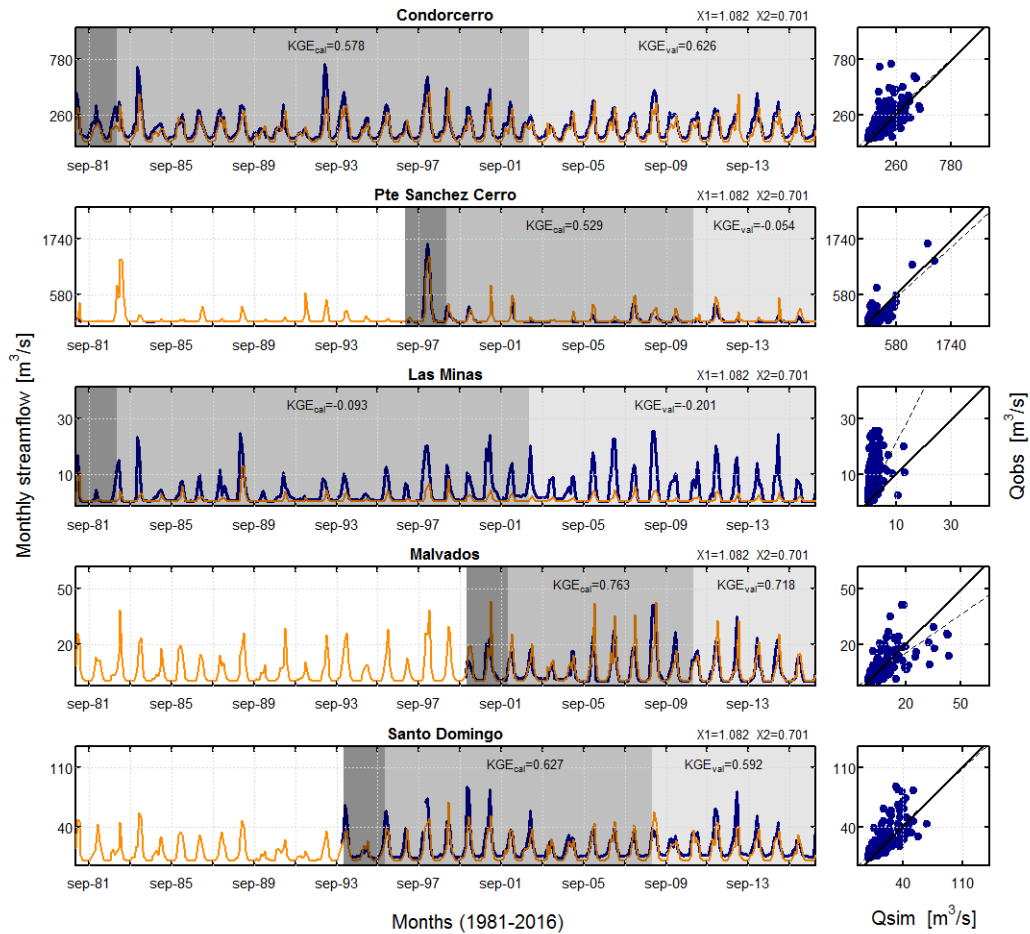 Condorcerro
X1=1.082 X2=0.701
KGEcal=0.578
KGEval=0.626
780
260
sep-81 sep-85 sep-89 sep-93 sep-97 sep-01 sep-05 sep-09 sep-13
780
260
260 780
Pte Sanchez Cerro
X1=1.082 X2=0.701
KGEcal=0.529
KGEval=-0.054
1740
580
sep-81 sep-85 sep-89 sep-93 sep-97 sep-01 sep-05 sep-09 sep-13
1740
580
580 1740
Las Minas
X1=1.082 X2=0.701
KGEcal=-0.093
KGEval=-0.201
30
10
sep-81 sep-85 sep-89 sep-93 sep-97 sep-01 sep-05 sep-09 sep-13
30
10
10 30
Malvados
X1=1.082 X2=0.701
KGEcal=0.763
KGEval=0.718
50
20
sep-81 sep-85 sep-89 sep-93 sep-97 sep-01 sep-05 sep-09 sep-13
50
20
20 50
Santo Domingo
X1=1.082 X2=0.701
KGEcal=0.627
KGEval=0.592
110
40
sep-81 sep-85 sep-89 sep-93 sep-97 sep-01 sep-05 sep-09 sep-13
110
40
40 110
Monthly streamflow [m³/s]
Qobs [m³/s]
Months (1981-2016)
Qsim [m³/s]